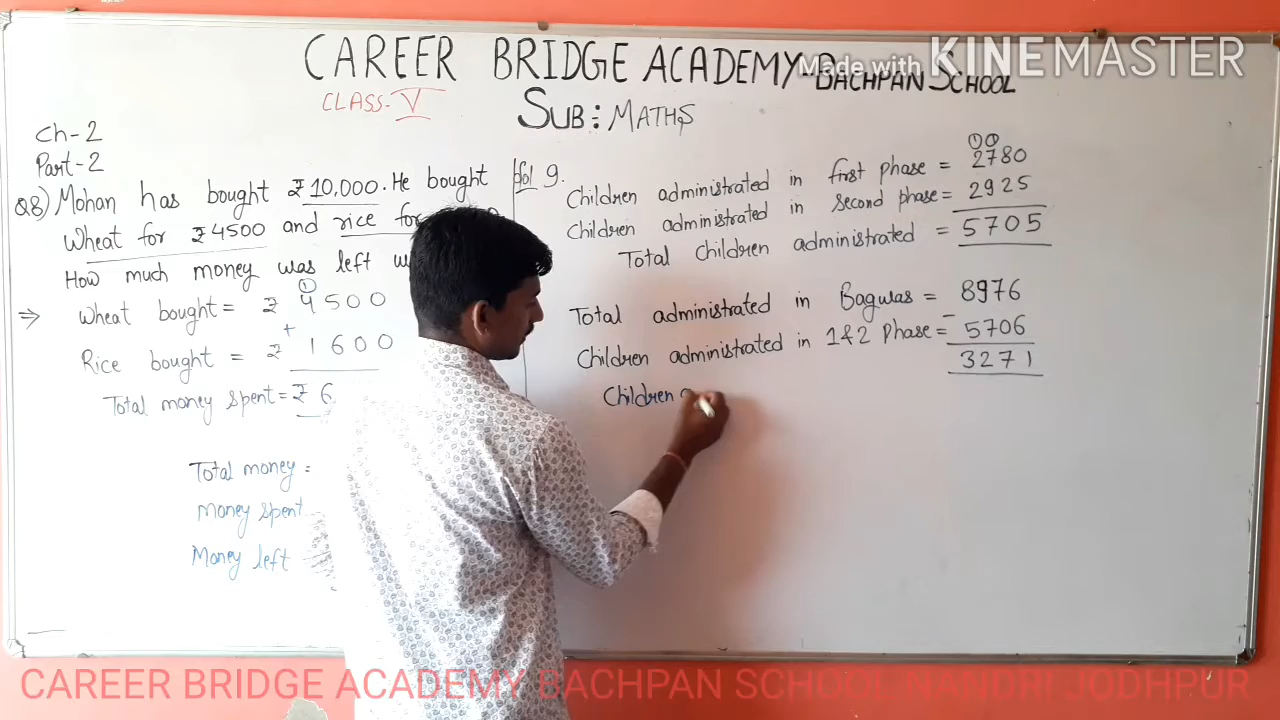 CAREER BRIDGE ACADEMY-BACHPAN SCHOOL
Made with KINEMASTER
CLASS-V
SUB: MATHS
Ch-2
Part-2
Q8) Mohan has bought ₹10,000. He bought
Wheat for ₹4500 and rice for
How much money was left
⇒ Wheat bought = ₹ 4500
+
Rice bought = ₹ 1600
Total money spent = ₹ 6
Total money =
Money spent
Money left
Sol 9.
① ①
Children administrated in first phase = 2780
Children administrated in second phase = 2925
Total children administrated = 5705
Total administrated in Bagwas = 8976
-
Children administrated in 1&2 Phase = 5706
3271
Children
CAREER BRIDGE ACADEMY BACHPAN SCHOOL NANDRI JODHPUR